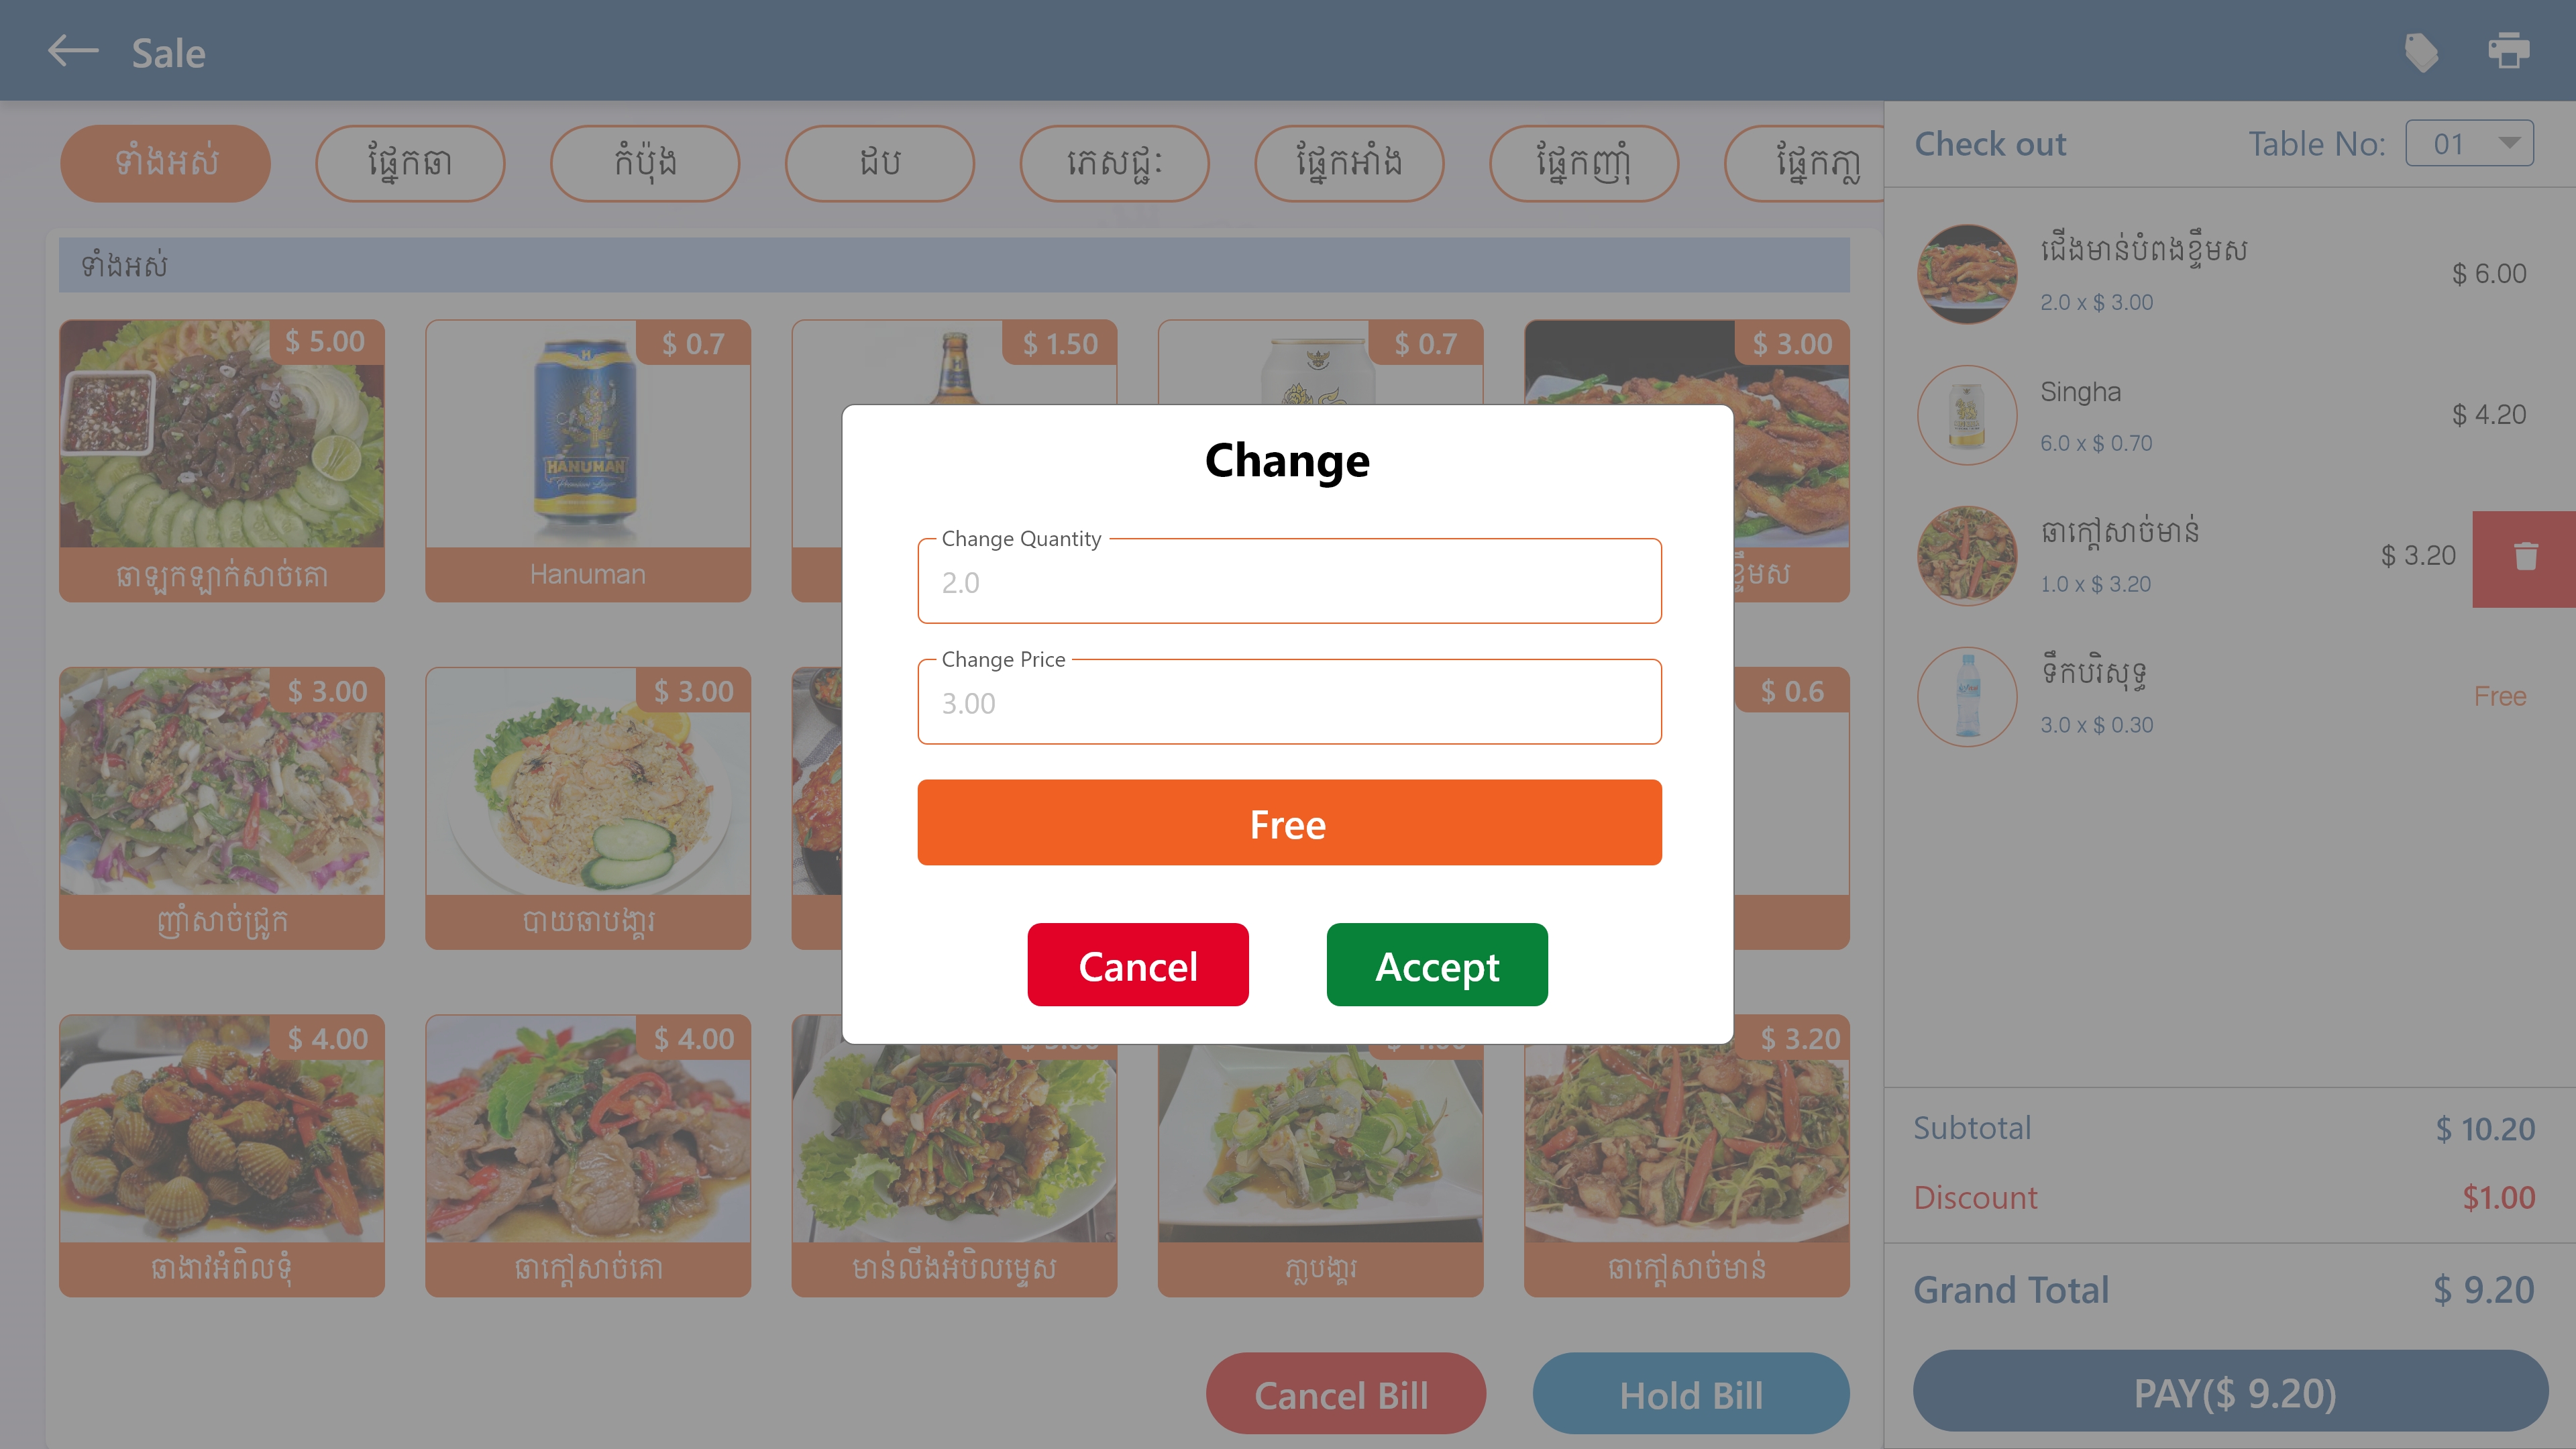 Sale
ទាំងអស់
ផ្នែកឆា
កំប៉ុង
ដប
ភេសជ្ជៈ
ផ្នែកអាំង
ផ្នែកញាំ
ផ្នែកភ្លា
Check out
Table No:
01
ទាំងអស់
$ 5.00
ឆាឡុកឡាក់សាច់គោ
$ 0.7
HANUMAN
Hanuman
$ 1.50
$ 0.7
$ 3.00
ខ្ទឹមស
$ 3.00
ញាំសាច់ជ្រូក
$ 3.00
បាយឆាបង្គារ
$ 0.6
$ 4.00
ឆាងាវអំពិលទុំ
$ 4.00
ឆាក្តៅសាច់គោ
មាន់លីងអំបិលម្ទេស
ភ្លាបង្គារ
$ 3.20
ឆាក្តៅសាច់មាន់
Change
Change Quantity
2.0
Change Price
3.00
Free
Cancel
Accept
ជើងមាន់បំពងខ្ទឹមស
2.0 x $ 3.00
$ 6.00
Singha
6.0 x $ 0.70
$ 4.20
ឆាក្តៅសាច់មាន់
1.0 x $ 3.20
$ 3.20
ទឹកបរិសុទ្ធ
3.0 x $ 0.30
Free
Subtotal
$ 10.20
Discount
$1.00
Grand Total
$ 9.20
Cancel Bill
Hold Bill
PAY($ 9.20)